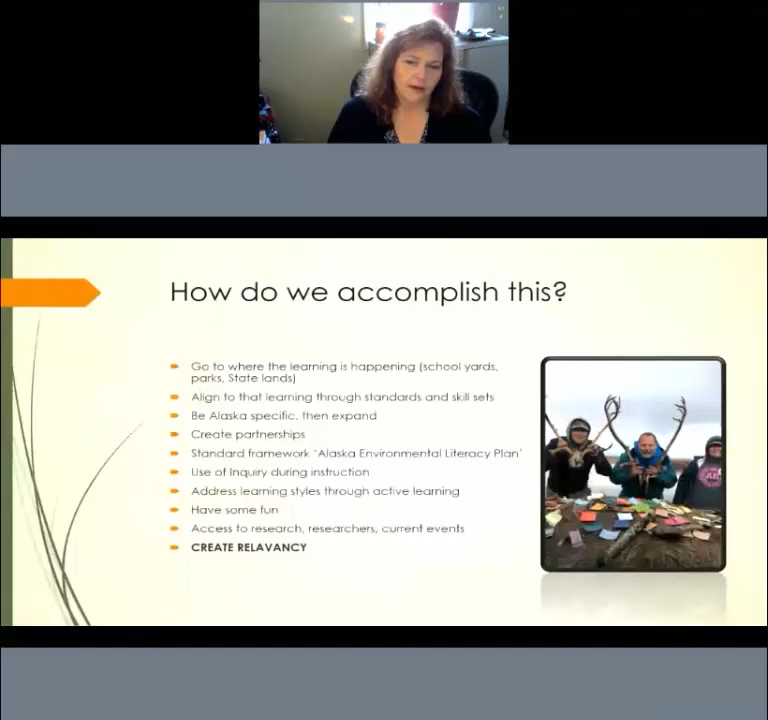 How do we accomplish this?
Go to where the learning is happening (school yards,
parks, State lands)
Align to that learning through standards and skill sets
Be Alaska specific, then expand
Create partnerships
Standard framework ‘Alaska Environmental Literacy Plan’
Use of Inquiry during instruction
Address learning styles through active learning
Have some fun
Access to research, researchers, current events
CREATE RELAVANCY